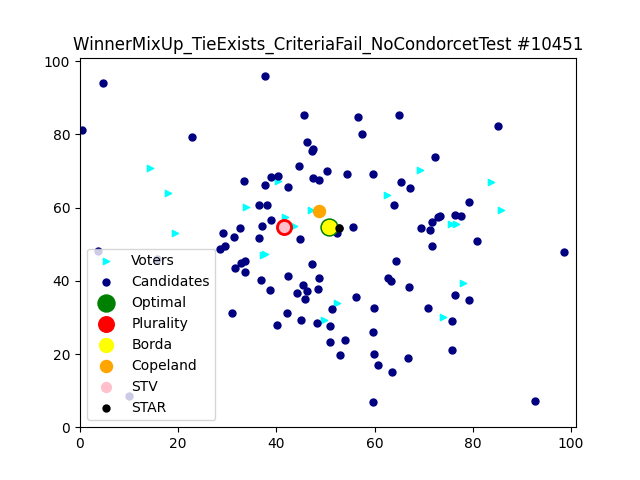 WinnerMixUp_TieExists_CriteriaFail_NoCondorcetTest #10451
100
80
60
40
20
0
Voters
Candidates
Optimal
Plurality
Borda
Copeland
STV
STAR
0 20 40 60 80 100